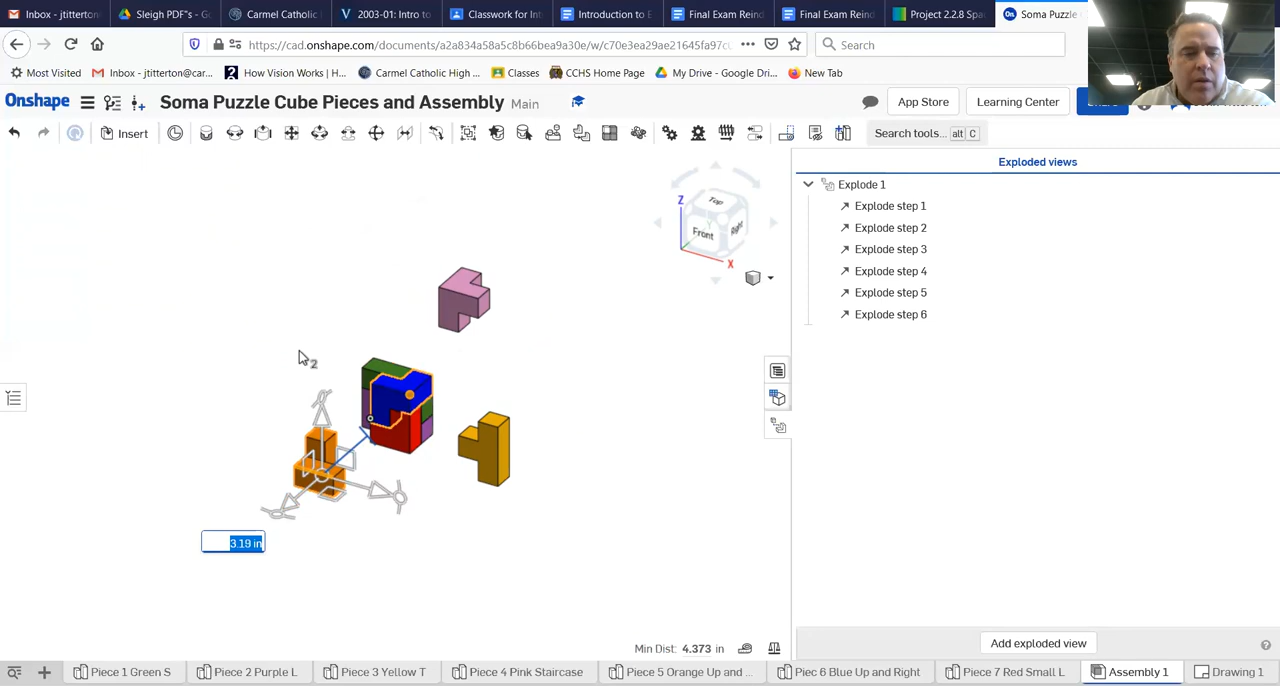 Inbox - jtitterton
Sleigh PDF"s - Go
Carmel Catholic
2003-01: Intro to
Classwork for Int
Introduction to E
Final Exam Reind
Final Exam Reind
Project 2.2.8 Spa
Soma Puzzle C
https://cad.onshape.com/documents/a2a834a58a5c8b66bea9a30e/w/c70e3ea29ae21645fa97c
Search
Most Visited
Inbox - jtitterton@car...
How Vision Works | H...
Carmel Catholic High ...
Classes
CCHS Home Page
My Drive - Google Dri...
New Tab
Onshape
Soma Puzzle Cube Pieces and Assembly Main
App Store
Learning Center
Insert
Search tools... alt C
Exploded views
Explode 1
Explode step 1
Explode step 2
Explode step 3
Explode step 4
Explode step 5
Explode step 6
Top
Front
Right
Z
Y
X
2
3.19 in
Min Dist: 4.373 in
Add exploded view
Piece 1 Green S
Piece 2 Purple L
Piece 3 Yellow T
Piece 4 Pink Staircase
Piece 5 Orange Up and ...
Piec 6 Blue Up and Right
Piece 7 Red Small L
Assembly 1
Drawing 1